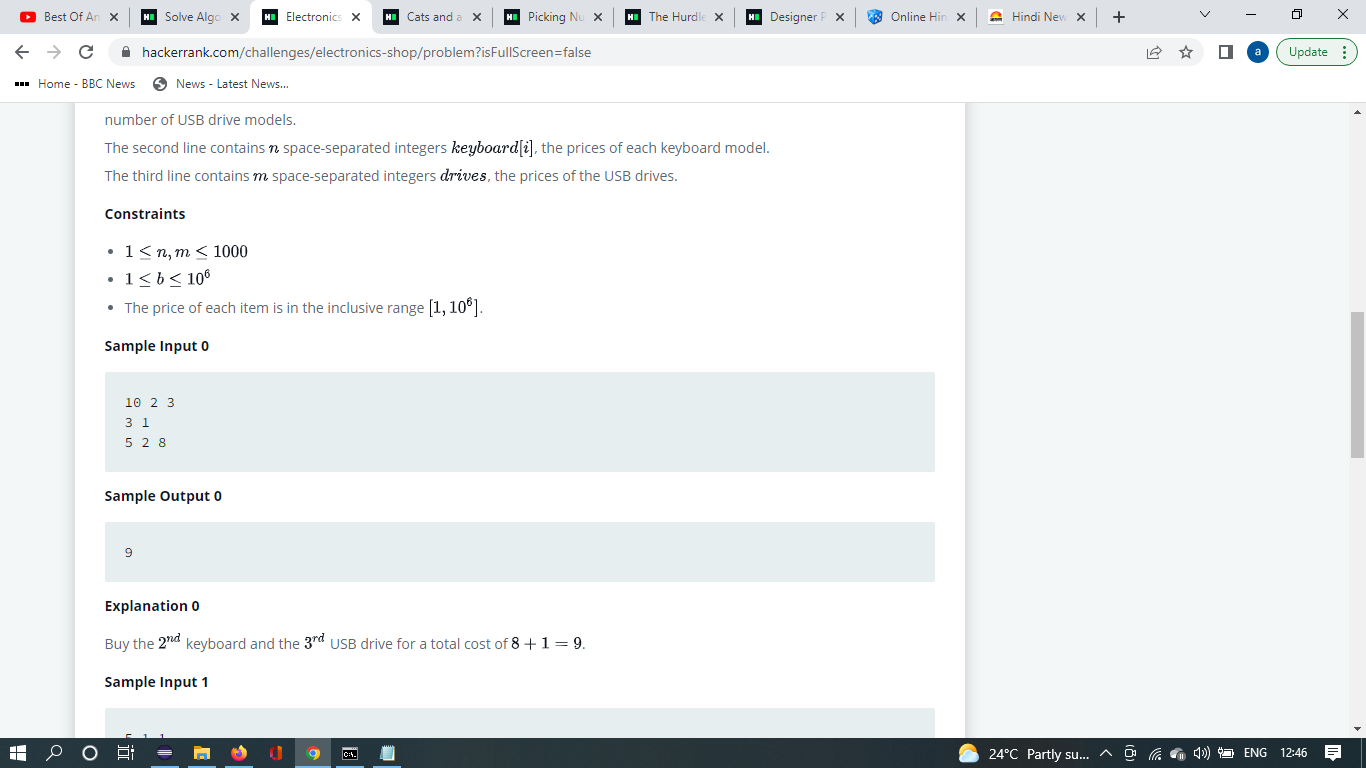 Best Of An
Solve Algo
Electronics
Cats and a
Picking Nu
The Hurdle
Designer P
Online Hin
Hindi New
hackerrank.com/challenges/electronics-shop/problem?isFullScreen=false
a
Update
Home - BBC News
News - Latest News...
number of USB drive models.
The second line contains n space-separated integers keyboard[i], the prices of each keyboard model.
The third line contains m space-separated integers drives, the prices of the USB drives.
Constraints
• 1 ≤ n, m ≤ 1000
• 1 ≤ b ≤ 10⁶
• The price of each item is in the inclusive range [1, 10⁶].
Sample Input 0
10 2 3
3 1
5 2 8
Sample Output 0
9
Explanation 0
Buy the 2ⁿᵈ keyboard and the 3ʳᵈ USB drive for a total cost of 8 + 1 = 9.
Sample Input 1
5 1 1
24°C Partly su...
ENG
12:46